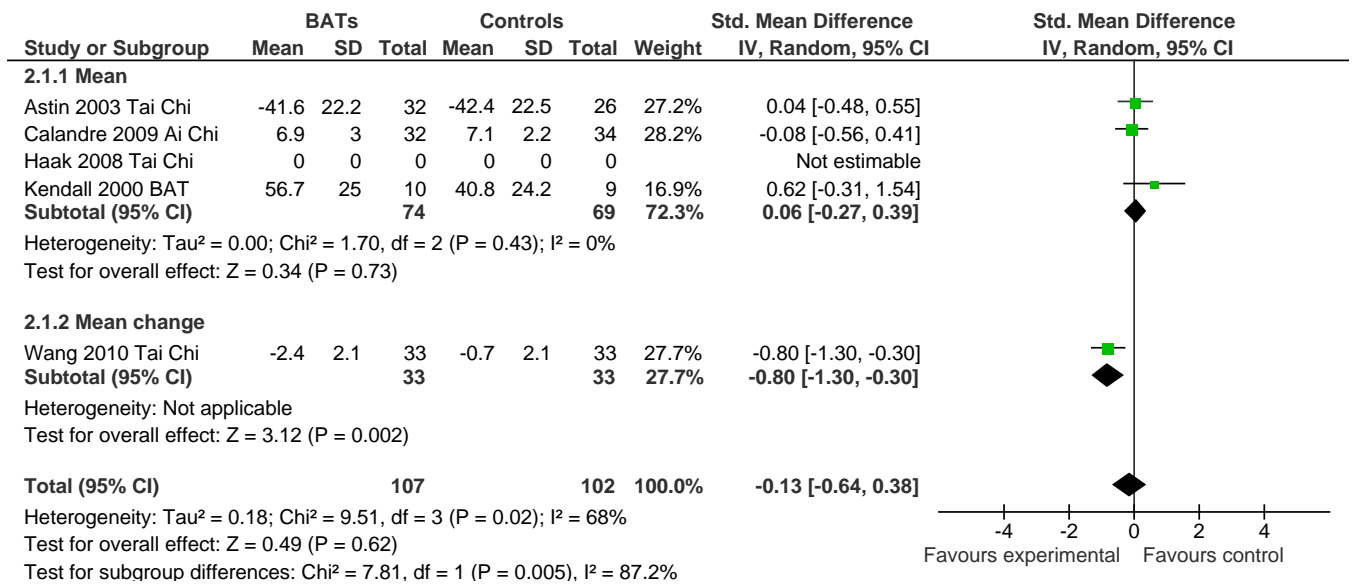 BATs Controls Std. Mean Difference Std. Mean Difference
Study or Subgroup Mean SD Total Mean SD Total Weight IV, Random, 95% CI IV, Random, 95% CI
2.1.1 Mean
Astin 2003 Tai Chi -41.6 22.2 32 -42.4 22.5 26 27.2% 0.04 [-0.48, 0.55]
Calandre 2009 Ai Chi 6.9 3 32 7.1 2.2 34 28.2% -0.08 [-0.56, 0.41]
Haak 2008 Tai Chi 0 0 0 0 0 0 Not estimable
Kendall 2000 BAT 56.7 25 10 40.8 24.2 9 16.9% 0.62 [-0.31, 1.54]
Subtotal (95% CI) 74 69 72.3% 0.06 [-0.27, 0.39]
Heterogeneity: Tau² = 0.00; Chi² = 1.70, df = 2 (P = 0.43); I² = 0%
Test for overall effect: Z = 0.34 (P = 0.73)
2.1.2 Mean change
Wang 2010 Tai Chi -2.4 2.1 33 -0.7 2.1 33 27.7% -0.80 [-1.30, -0.30]
Subtotal (95% CI) 33 33 27.7% -0.80 [-1.30, -0.30]
Heterogeneity: Not applicable
Test for overall effect: Z = 3.12 (P = 0.002)
Total (95% CI) 107 102 100.0% -0.13 [-0.64, 0.38]
Heterogeneity: Tau² = 0.18; Chi² = 9.51, df = 3 (P = 0.02); I² = 68%
Test for overall effect: Z = 0.49 (P = 0.62)
Test for subgroup differences: Chi² = 7.81, df = 1 (P = 0.005), I² = 87.2%
-4 -2 0 2 4
Favours experimental Favours control